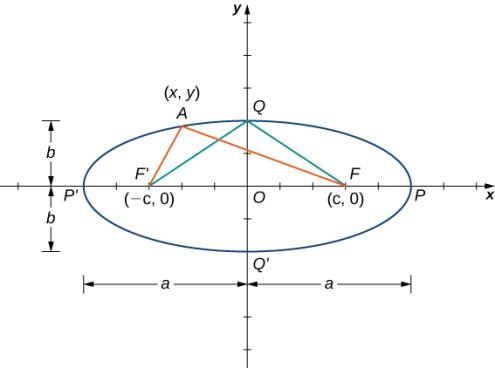 y
(x, y)
A
Q
b
F'
F
P'
(−c, 0)
O
(c, 0)
P
x
b
Q'
a
a